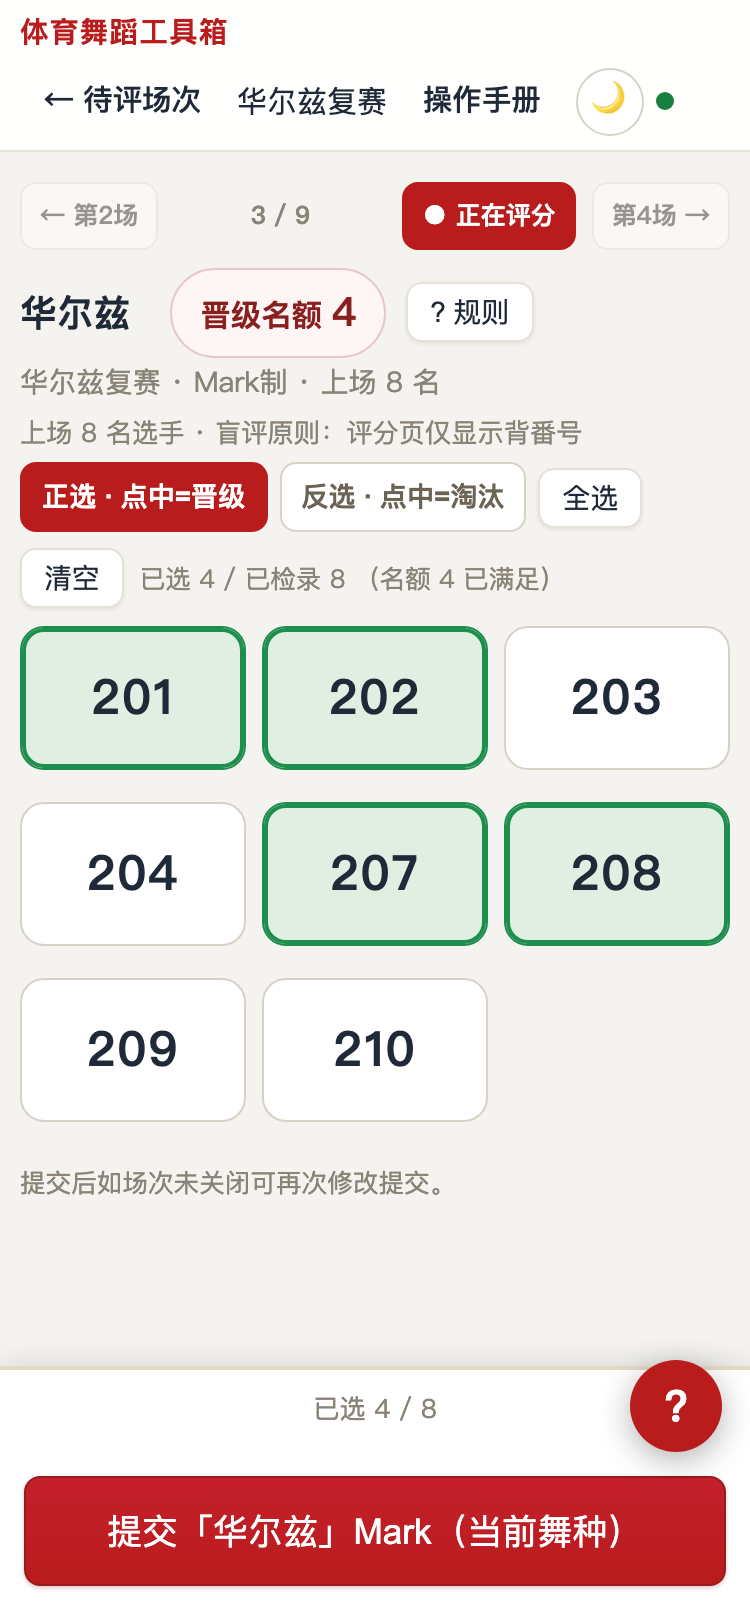 体育舞蹈工具箱
← 待评场次 华尔兹复赛 操作手册
← 第2场 3 / 9 正在评分 第4场 →
华尔兹 晋级名额 4 ? 规则
华尔兹复赛 · Mark制 · 上场 8 名
上场 8 名选手 · 盲评原则：评分页仅显示背番号
正选 · 点中=晋级 反选 · 点中=淘汰 全选
清空 已选 4 / 已检录 8 （名额 4 已满足）
201 202 203
204 207 208
209 210
提交后如场次未关闭可再次修改提交。
已选 4 / 8 ?
提交「华尔兹」Mark（当前舞种）